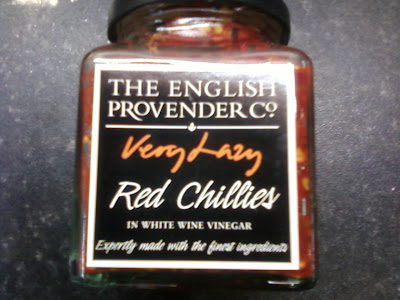 THE ENGLISH
PROVENDER Co.
Very Lazy
Red Chillies
IN WHITE WINE VINEGAR
Expertly made with the finest ingredients